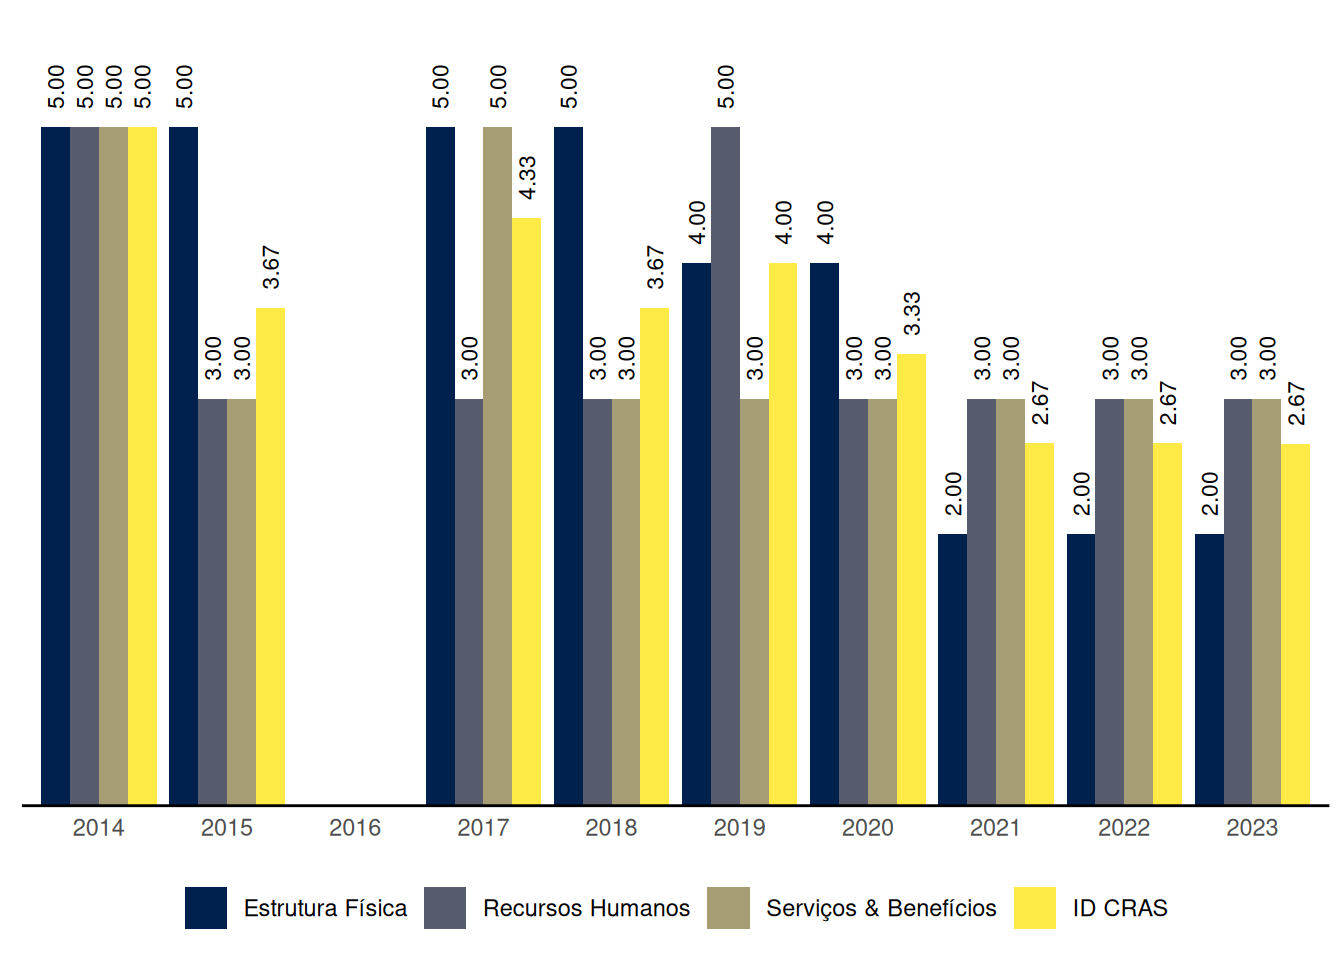 5.00 5.00 5.00 5.00 5.00 5.00 5.00 5.00 5.00
4.33
4.00 4.00 4.00
3.67 3.67
3.33
3.00 3.00 3.00 3.00 3.00 3.00 3.00 3.00 3.00 3.00 3.00 3.00 3.00 3.00
2.67 2.67 2.67
2.00 2.00 2.00
2014 2015 2016 2017 2018 2019 2020 2021 2022 2023
Estrutura Física Recursos Humanos Serviços & Benefícios ID CRAS